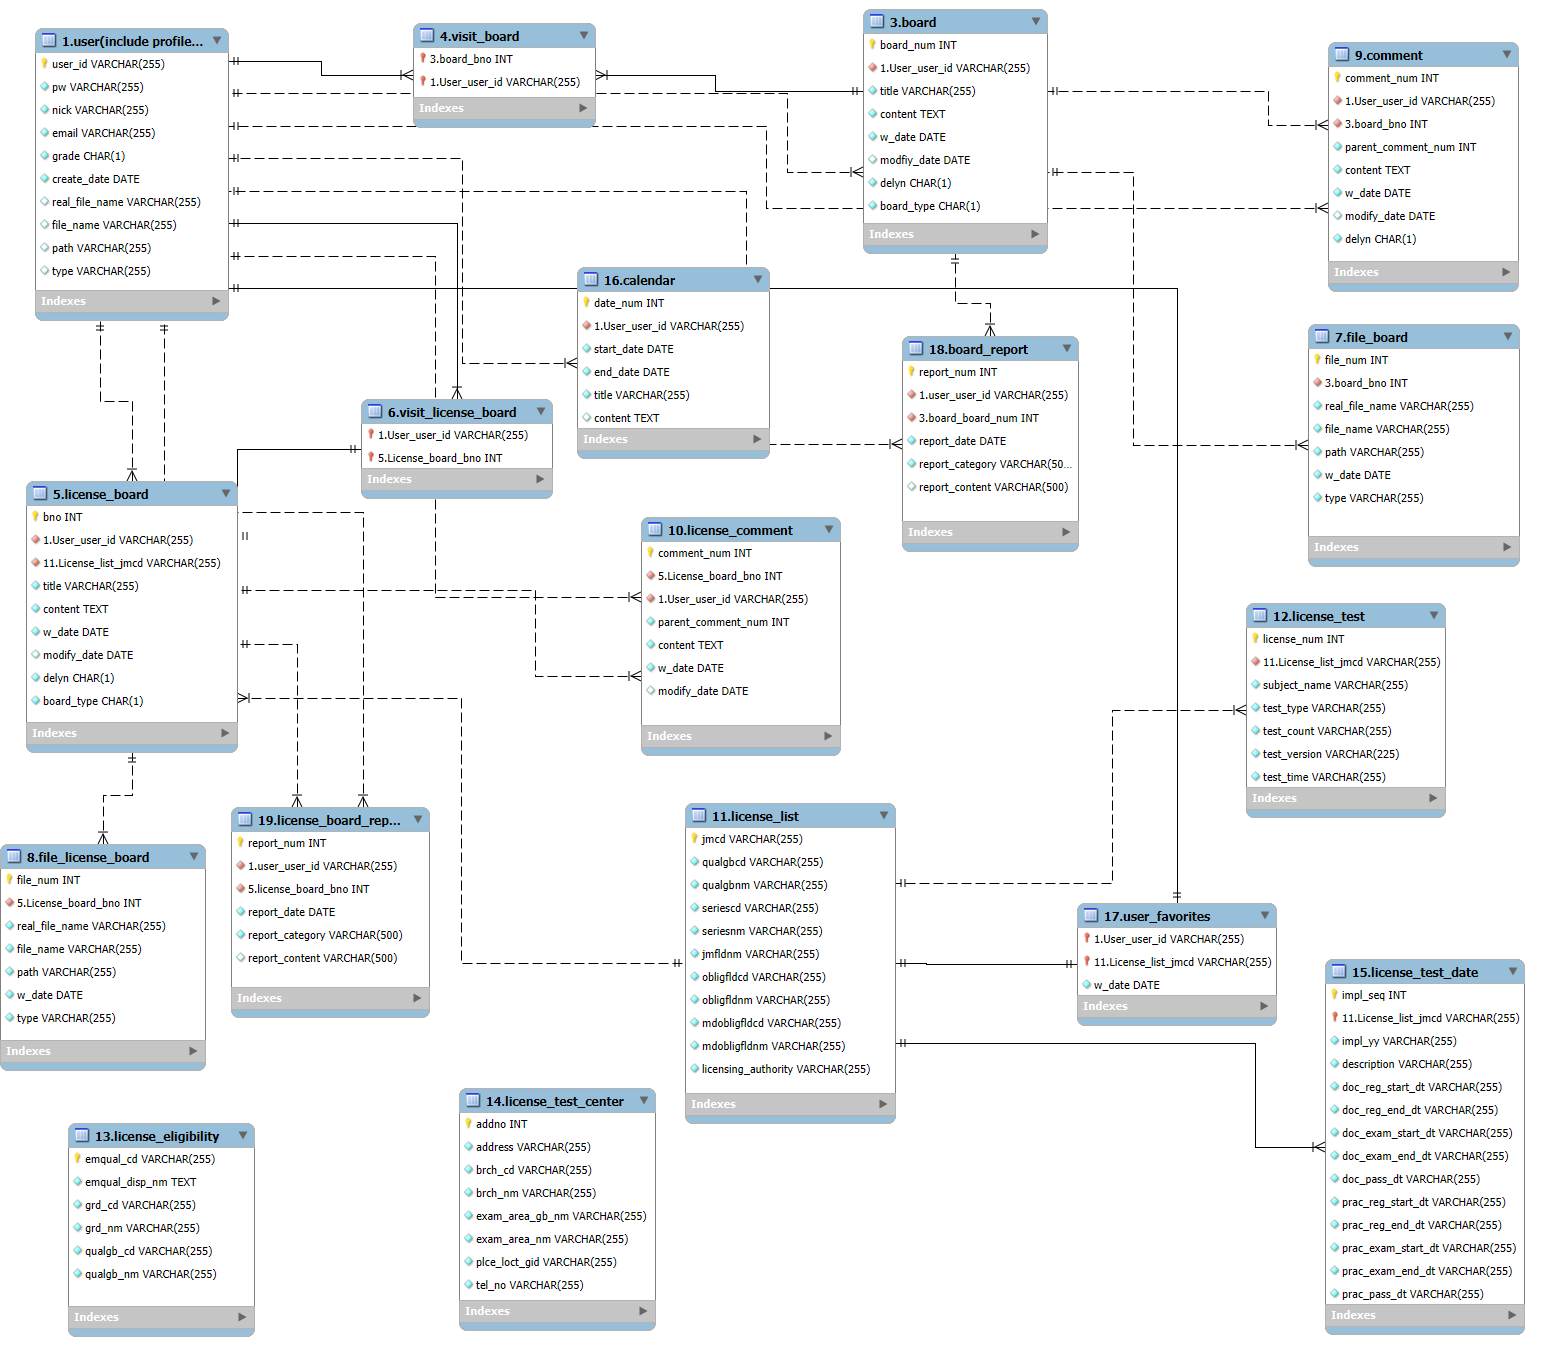 1.user(include profile...
user_id VARCHAR(255)
pw VARCHAR(255)
nick VARCHAR(255)
email VARCHAR(255)
grade CHAR(1)
create_date DATE
real_file_name VARCHAR(255)
file_name VARCHAR(255)
path VARCHAR(255)
type VARCHAR(255)
Indexes
4.visit_board
3.board_bno INT
1.User_user_id VARCHAR(255)
Indexes
3.board
board_num INT
1.User_user_id VARCHAR(255)
title VARCHAR(255)
content TEXT
w_date DATE
modfiy_date DATE
delyn CHAR(1)
board_type CHAR(1)
Indexes
9.comment
comment_num INT
1.User_user_id VARCHAR(255)
3.board_bno INT
parent_comment_num INT
content TEXT
w_date DATE
modify_date DATE
delyn CHAR(1)
Indexes
16.calendar
date_num INT
1.User_user_id VARCHAR(255)
start_date DATE
end_date DATE
title VARCHAR(255)
content TEXT
Indexes
18.board_report
report_num INT
1.user_user_id VARCHAR(255)
3.board_board_num INT
report_date DATE
report_category VARCHAR(50...
report_content VARCHAR(500)
Indexes
7.file_board
file_num INT
3.board_bno INT
real_file_name VARCHAR(255)
file_name VARCHAR(255)
path VARCHAR(255)
w_date DATE
type VARCHAR(255)
Indexes
6.visit_license_board
1.User_user_id VARCHAR(255)
5.License_board_bno INT
Indexes
5.license_board
bno INT
1.User_user_id VARCHAR(255)
11.License_list_jmcd VARCHAR(255)
title VARCHAR(255)
content TEXT
w_date DATE
modify_date DATE
delyn CHAR(1)
board_type CHAR(1)
Indexes
10.license_comment
comment_num INT
5.License_board_bno INT
1.User_user_id VARCHAR(255)
parent_comment_num INT
content TEXT
w_date DATE
modify_date DATE
Indexes
12.license_test
license_num INT
11.License_list_jmcd VARCHAR(255)
subject_name VARCHAR(255)
test_type VARCHAR(255)
test_count VARCHAR(255)
test_version VARCHAR(225)
test_time VARCHAR(255)
Indexes
8.file_license_board
file_num INT
5.License_board_bno INT
real_file_name VARCHAR(255)
file_name VARCHAR(255)
path VARCHAR(255)
w_date DATE
type VARCHAR(255)
Indexes
19.license_board_rep...
report_num INT
1.user_user_id VARCHAR(255)
5.license_board_bno INT
report_date DATE
report_category VARCHAR(500)
report_content VARCHAR(500)
Indexes
11.license_list
jmcd VARCHAR(255)
qualgbcd VARCHAR(255)
qualgbnm VARCHAR(255)
seriescd VARCHAR(255)
seriesnm VARCHAR(255)
jmfldnm VARCHAR(255)
obligfldcd VARCHAR(255)
obligfldnm VARCHAR(255)
mdobligfldcd VARCHAR(255)
mdobligfldnm VARCHAR(255)
licensing_authority VARCHAR(255)
Indexes
17.user_favorites
1.User_user_id VARCHAR(255)
11.License_list_jmcd VARCHAR(255)
w_date DATE
Indexes
15.license_test_date
impl_seq INT
11.License_list_jmcd VARCHAR(255)
impl_yy VARCHAR(255)
description VARCHAR(255)
doc_reg_start_dt VARCHAR(255)
doc_reg_end_dt VARCHAR(255)
doc_exam_start_dt VARCHAR(255)
doc_exam_end_dt VARCHAR(255)
doc_pass_dt VARCHAR(255)
prac_reg_start_dt VARCHAR(255)
prac_reg_end_dt VARCHAR(255)
prac_exam_start_dt VARCHAR(255)
prac_exam_end_dt VARCHAR(255)
prac_pass_dt VARCHAR(255)
Indexes
13.license_eligibility
emqual_cd VARCHAR(255)
emqual_disp_nm TEXT
grd_cd VARCHAR(255)
grd_nm VARCHAR(255)
qualgb_cd VARCHAR(255)
qualgb_nm VARCHAR(255)
Indexes
14.license_test_center
addno INT
address VARCHAR(255)
brch_cd VARCHAR(255)
brch_nm VARCHAR(255)
exam_area_gb_nm VARCHAR(255)
exam_area_nm VARCHAR(255)
plce_loct_gid VARCHAR(255)
tel_no VARCHAR(255)
Indexes